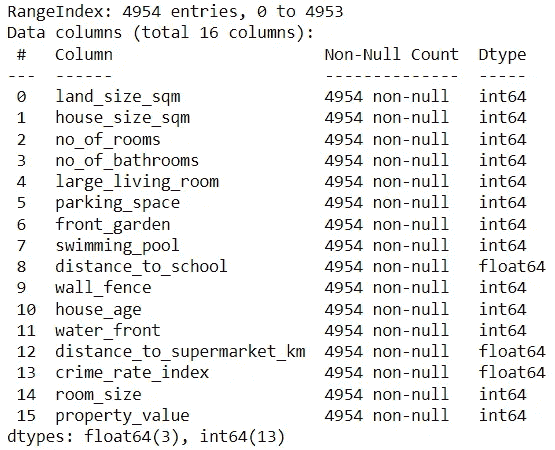 RangeIndex: 4954 entries, 0 to 4953
Data columns (total 16 columns):
 #   Column                      Non-Null Count  Dtype
---  ------                      --------------  -----
 0   land_size_sqm               4954 non-null   int64
 1   house_size_sqm              4954 non-null   int64
 2   no_of_rooms                 4954 non-null   int64
 3   no_of_bathrooms             4954 non-null   int64
 4   large_living_room           4954 non-null   int64
 5   parking_space               4954 non-null   int64
 6   front_garden                4954 non-null   int64
 7   swimming_pool               4954 non-null   int64
 8   distance_to_school          4954 non-null   float64
 9   wall_fence                  4954 non-null   int64
 10  house_age                   4954 non-null   int64
 11  water_front                 4954 non-null   int64
 12  distance_to_supermarket_km  4954 non-null   float64
 13  crime_rate_index            4954 non-null   float64
 14  room_size                   4954 non-null   int64
 15  property_value              4954 non-null   int64
dtypes: float64(3), int64(13)